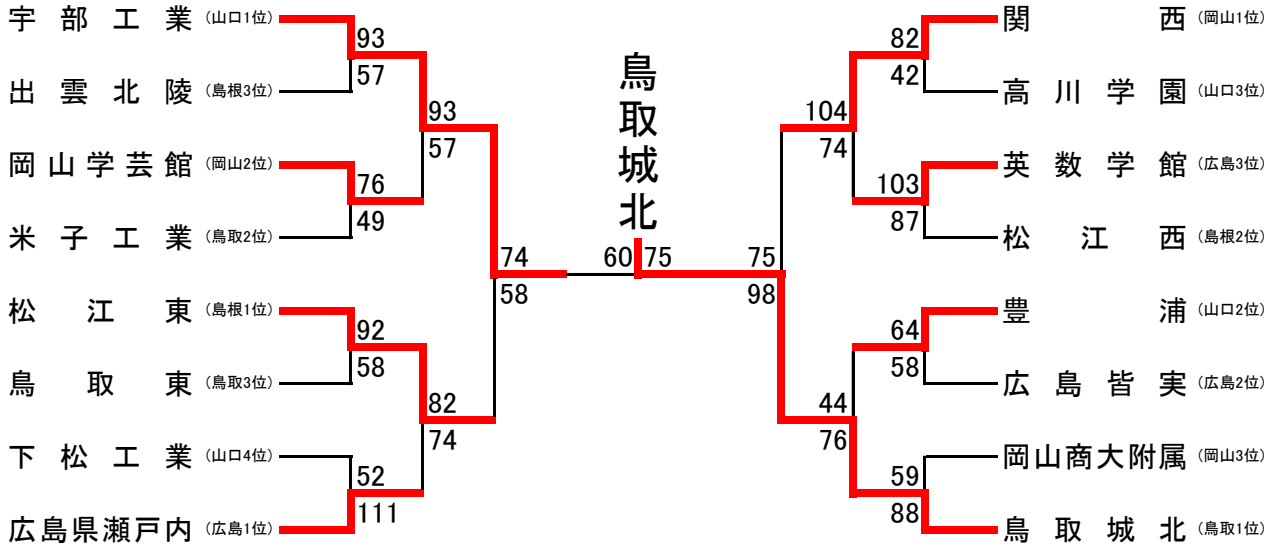 宇部工業 (山口1位)
93
57
出雲北陵 (島根3位)
93
57
岡山学芸館 (岡山2位)
76
49
米子工業 (鳥取2位)
74
58
松江東 (島根1位)
92
58
鳥取東 (鳥取3位)
82
74
下松工業 (山口4位)
52
111
広島県瀬戸内 (広島1位)
鳥取城北
60 75
関西 (岡山1位)
82
42
高川学園 (山口3位)
104
74
英数学館 (広島3位)
103
87
松江西 (島根2位)
75
98
豊浦 (山口2位)
64
58
広島皆実 (広島2位)
44
76
岡山商大附属 (岡山3位)
59
88
鳥取城北 (鳥取1位)